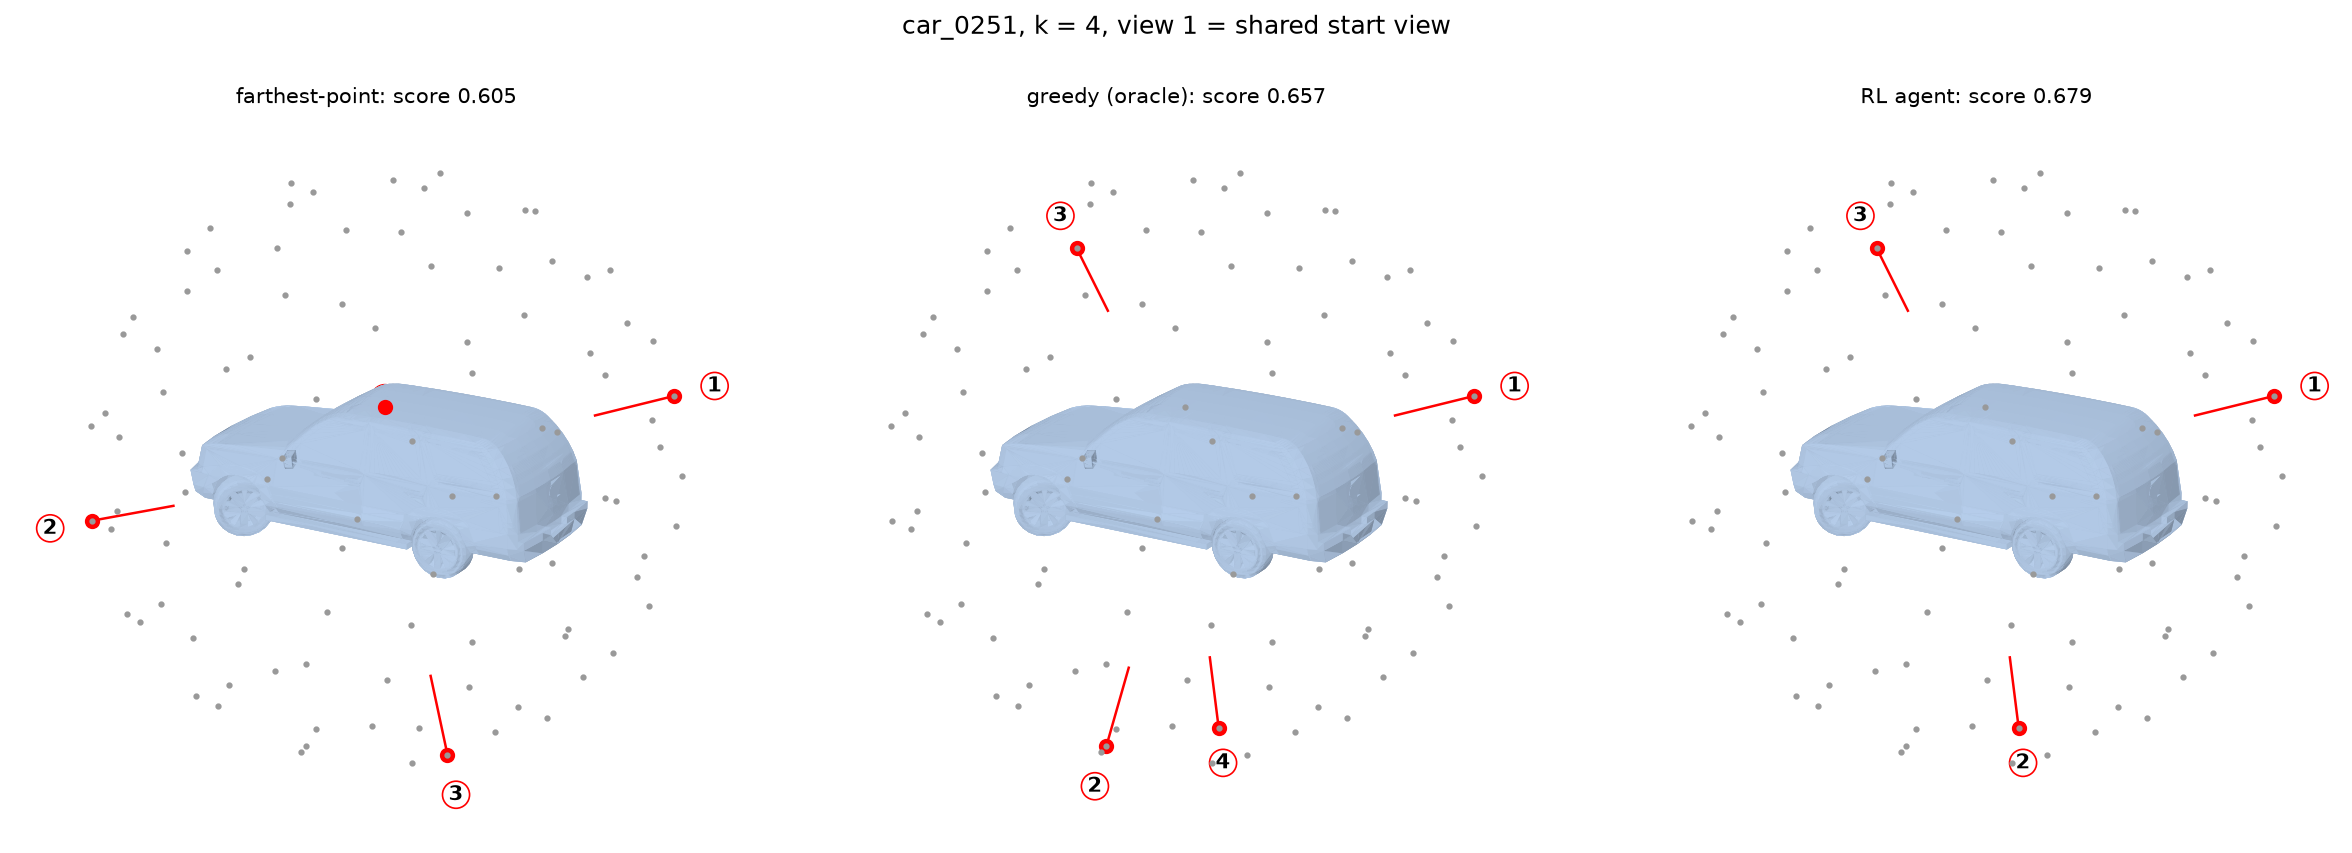 car_0251, k = 4, view 1 = shared start view
farthest-point: score 0.605
1
2
3
greedy (oracle): score 0.657
3
1
2
4
RL agent: score 0.679
3
1
2